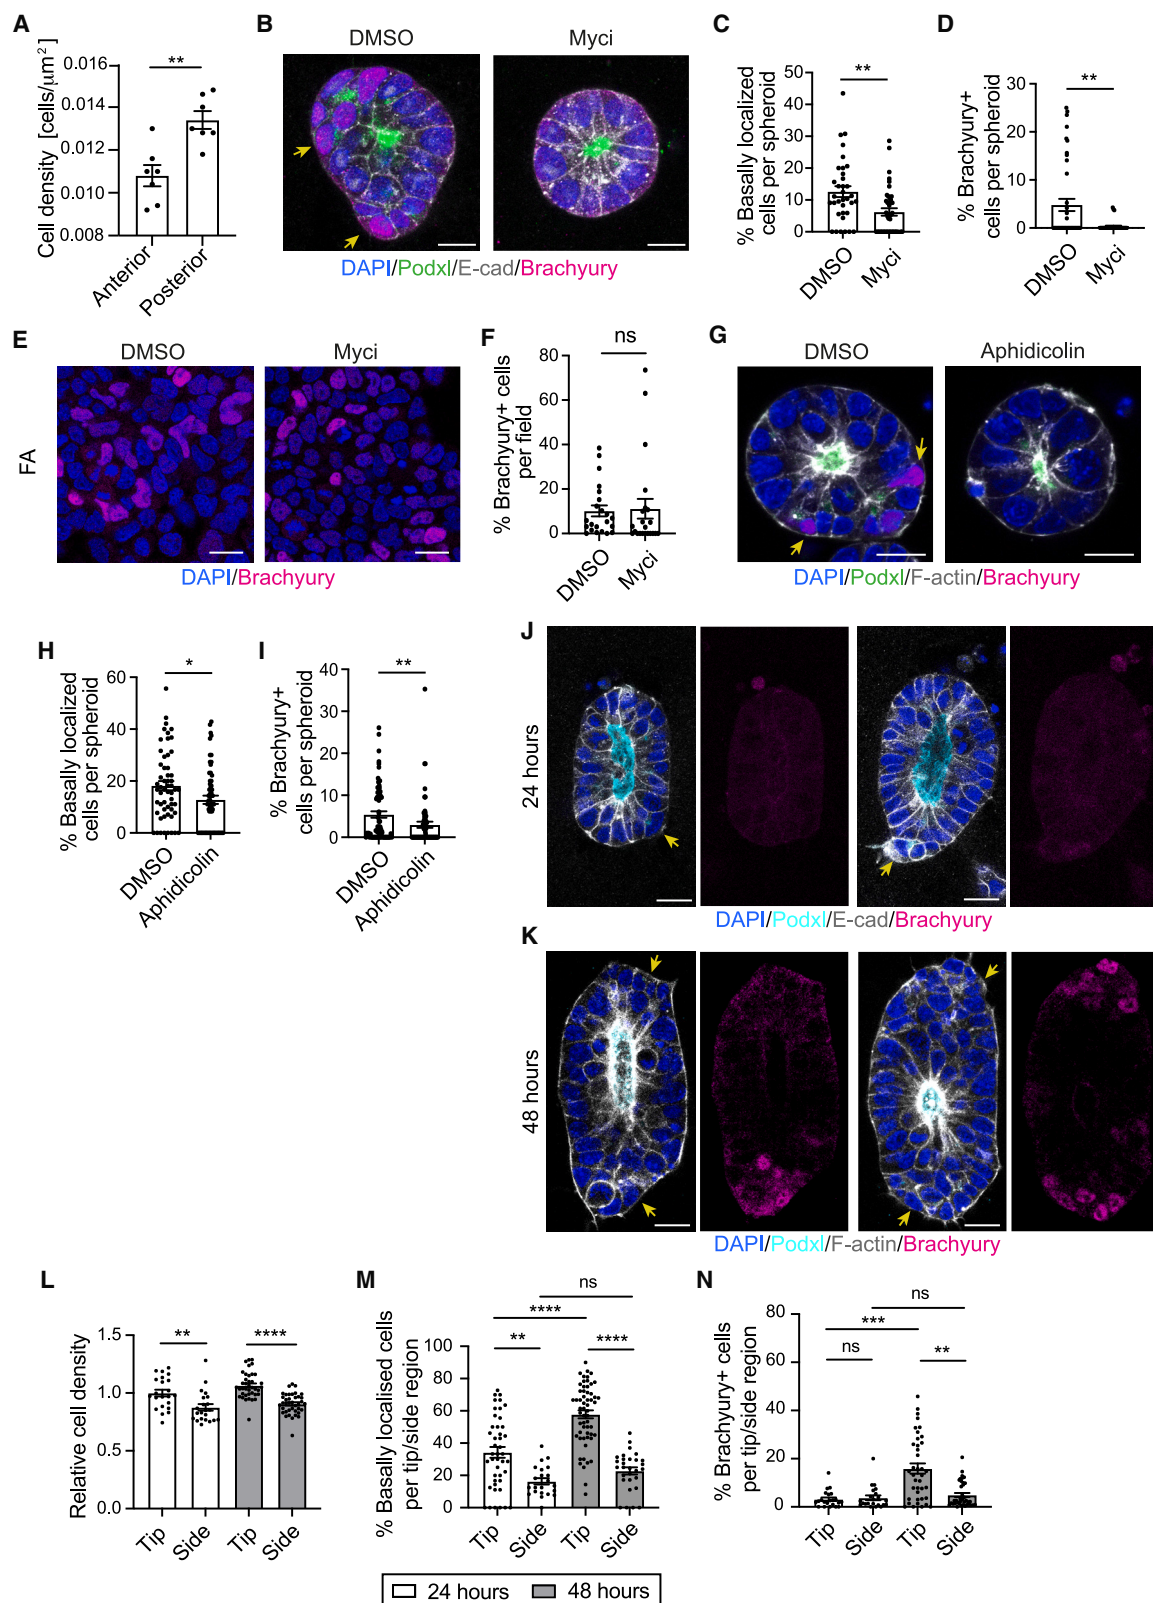 A
Cell density [cells/μm²]
0.016
0.014
0.012
0.010
0.008
**
Anterior
Posterior
B
DMSO
Myci
DAPI/Podxl/E-cad/Brachyury
C
% Basally localized
cells per spheroid
50
40
30
20
10
0
**
DMSO
Myci
D
% Brachyury+
cells per spheroid
30
20
10
0
**
DMSO
Myci
E
DMSO
Myci
FA
DAPI/Brachyury
F
% Brachyury+ cells
per field
80
60
40
20
0
ns
DMSO
Myci
G
DMSO
Aphidicolin
DAPI/Podxl/F-actin/Brachyury
H
% Basally localized
cells per spheroid
60
40
20
0
*
DMSO
Aphidicolin
I
% Brachyury+
cells per spheroid
40
30
20
10
0
**
DMSO
Aphidicolin
J
24 hours
DAPI/Podxl/E-cad/Brachyury
K
48 hours
DAPI/Podxl/F-actin/Brachyury
L
Relative cell density
1.5
1.0
0.5
0.0
**
****
Tip
Side
Tip
Side
M
% Basally localised cells
per tip/side region
100
80
60
40
20
0
ns
****
**
****
Tip
Side
Tip
Side
N
% Brachyury+ cells
per tip/side region
80
60
40
20
0
ns
***
ns
**
Tip
Side
Tip
Side
24 hours
48 hours